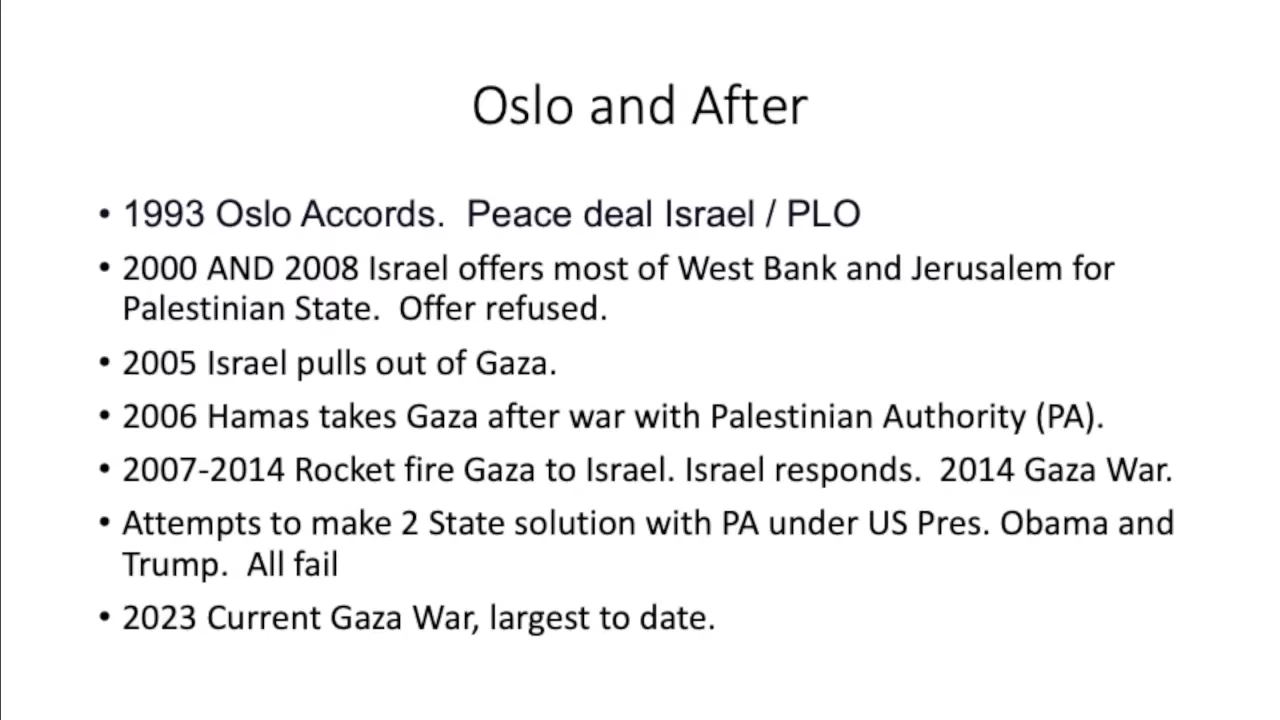 Oslo and After
• 1993 Oslo Accords.  Peace deal Israel / PLO
• 2000 AND 2008 Israel offers most of West Bank and Jerusalem for
Palestinian State.  Offer refused.
• 2005 Israel pulls out of Gaza.
• 2006 Hamas takes Gaza after war with Palestinian Authority (PA).
• 2007-2014 Rocket fire Gaza to Israel. Israel responds.  2014 Gaza War.
• Attempts to make 2 State solution with PA under US Pres. Obama and
Trump.  All fail
• 2023 Current Gaza War, largest to date.